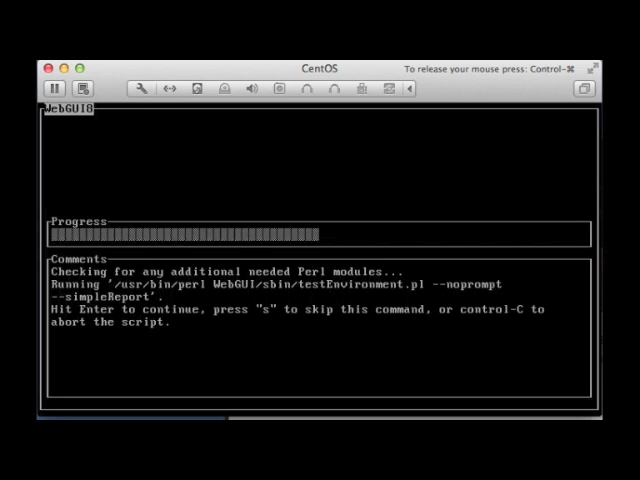 CentOS
To release your mouse press: Control-⌘
WebGUI8
Progress
Comments
Checking for any additional needed Perl modules...
Running '/usr/bin/perl WebGUI/sbin/testEnvironment.pl --noprompt
--simpleReport'.
Hit Enter to continue, press "s" to skip this command, or control-C to
abort the script.